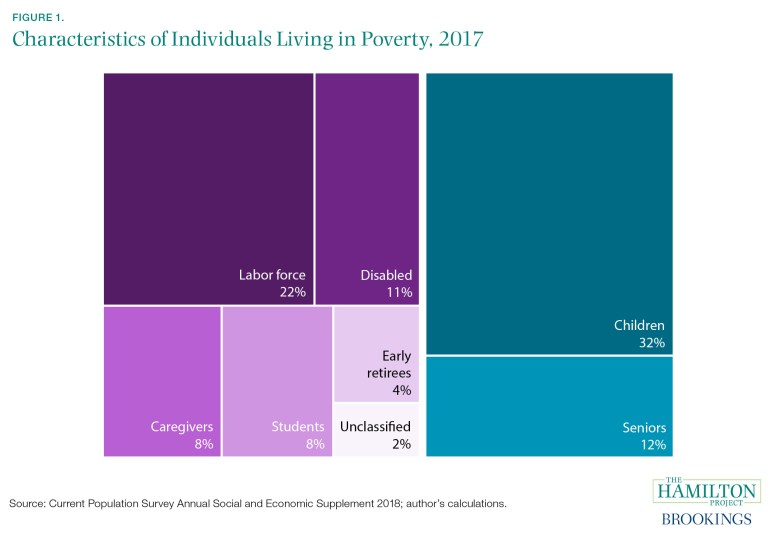 FIGURE 1.
Characteristics of Individuals Living in Poverty, 2017
Labor force
22%
Disabled
11%
Children
32%
Caregivers
8%
Students
8%
Early
retirees
4%
Unclassified
2%
Seniors
12%
Source: Current Population Survey Annual Social and Economic Supplement 2018; author's calculations.
THE
HAMILTON
PROJECT
BROOKINGS